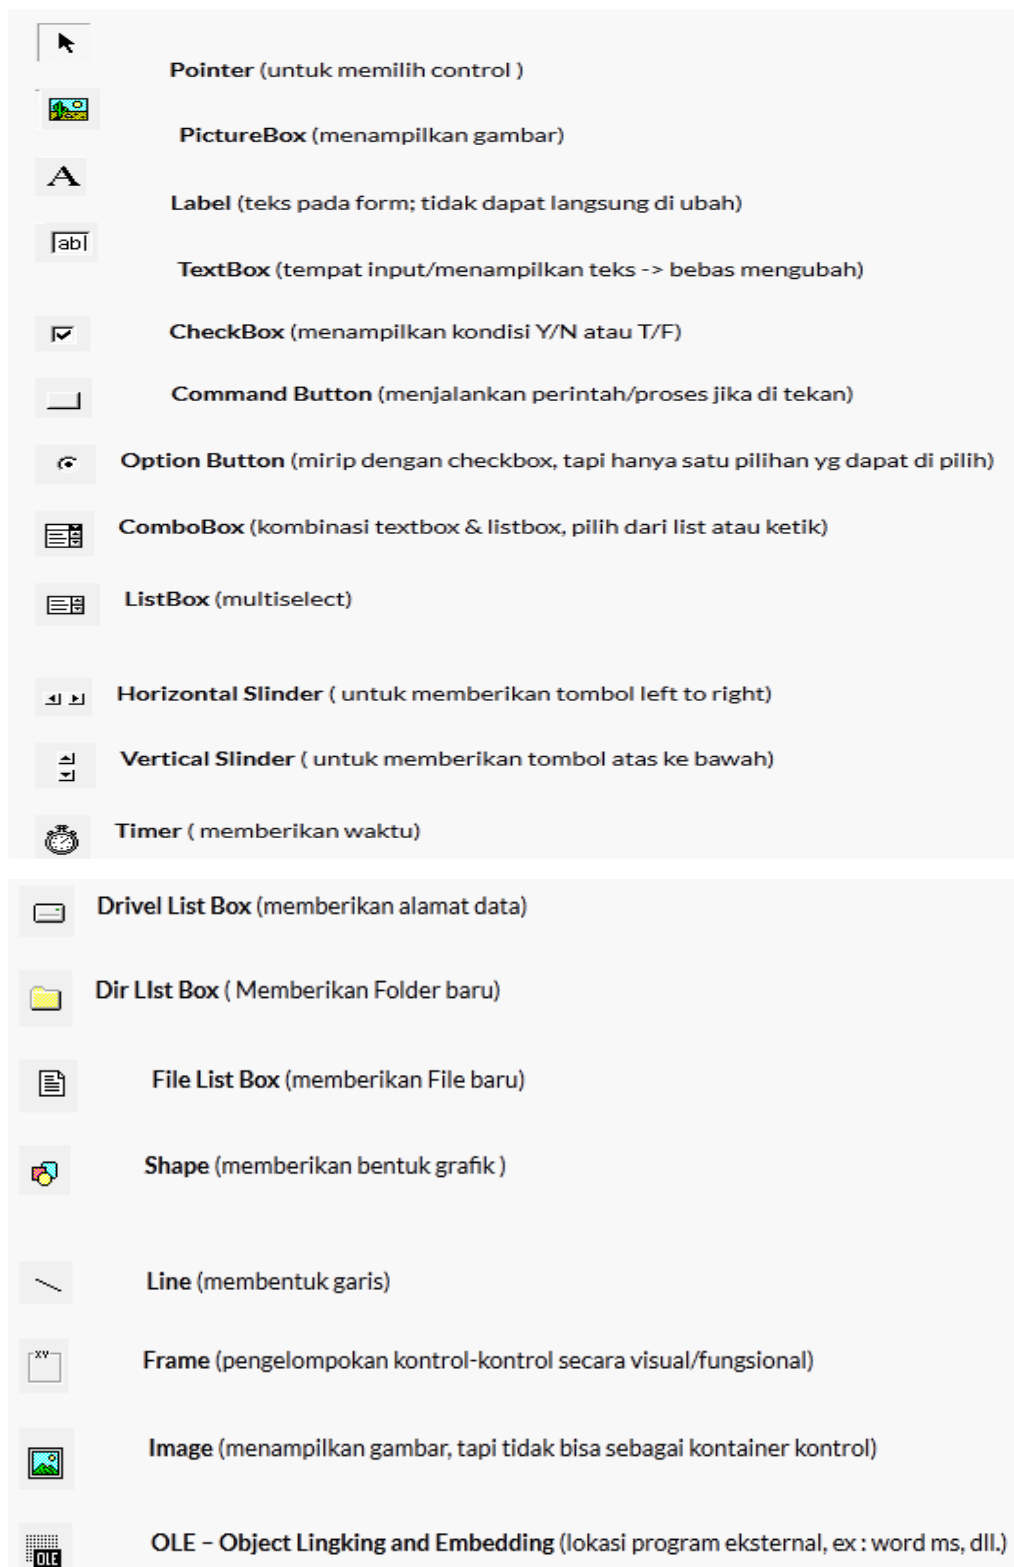 Pointer (untuk memilih control )
PictureBox (menampilkan gambar)
A
Label (teks pada form; tidak dapat langsung di ubah)
ab
TextBox (tempat input/menampilkan teks -> bebas mengubah)
CheckBox (menampilkan kondisi Y/N atau T/F)
Command Button (menjalankan perintah/proses jika di tekan)
Option Button (mirip dengan checkbox, tapi hanya satu pilihan yg dapat di pilih)
ComboBox (kombinasi textbox & listbox, pilih dari list atau ketik)
ListBox (multiselect)
Horizontal Slinder ( untuk memberikan tombol left to right)
Vertical Slinder ( untuk memberikan tombol atas ke bawah)
Timer ( memberikan waktu)
Drivel List Box (memberikan alamat data)
Dir LIst Box ( Memberikan Folder baru)
File List Box (memberikan File baru)
Shape (memberikan bentuk grafik )
Line (membentuk garis)
xv
Frame (pengelompokan kontrol-kontrol secara visual/fungsional)
Image (menampilkan gambar, tapi tidak bisa sebagai kontainer kontrol)
OLE
OLE – Object Lingking and Embedding (lokasi program eksternal, ex : word ms, dll.)